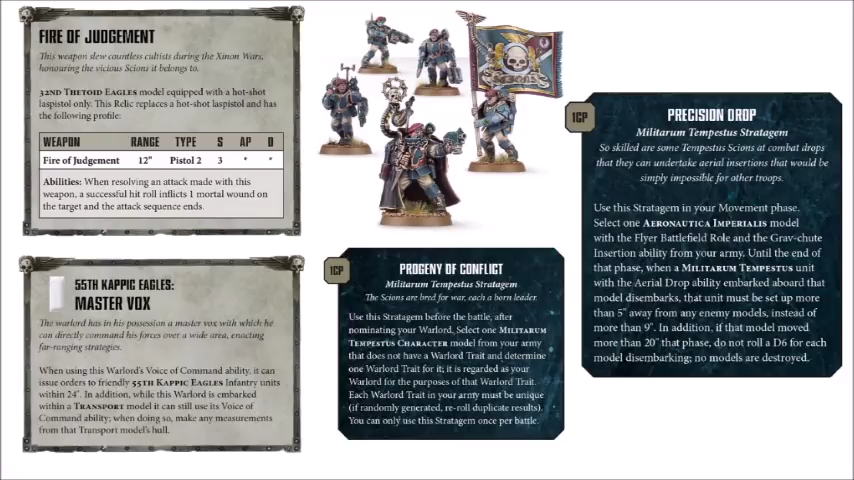 FIRE OF JUDGEMENT
This weapon slew countless cultists during the Xinon Wars,
honouring the vicious Scions it belongs to.
32ND THETOID EAGLES model equipped with a hot-shot
laspistol only. This Relic replaces a hot-shot laspistol and has
the following profile:
WEAPON RANGE TYPE S AP D
Fire of Judgement 12" Pistol 2 3 * *
Abilities: When resolving an attack made with this
weapon, a successful hit roll inflicts 1 mortal wound on
the target and the attack sequence ends.
55TH KAPPIC EAGLES:
MASTER VOX
The warlord has in his possession a master vox with which he
can directly command his forces over a wide area, enacting
far-ranging strategies.
When using this Warlord's Voice of Command ability, it can
issue orders to friendly 55TH KAPPIC EAGLES Infantry units
within 24". In addition, while this Warlord is embarked
within a TRANSPORT model it can still use its Voice of
Command ability; when doing so, make any measurements
from that Transport model's hull.
SCIONS
1CP
PROGENY OF CONFLICT
Militarum Tempestus Stratagem
The Scions are bred for war, each a born leader.
Use this Stratagem before the battle, after
nominating your Warlord. Select one MILITARUM
TEMPESTUS CHARACTER model from your army
that does not have a Warlord Trait and determine
one Warlord Trait for it; it is regarded as your
Warlord for the purposes of that Warlord Trait.
Each Warlord Trait in your army must be unique
(if randomly generated, re-roll duplicate results).
You can only use this Stratagem once per battle.
1CP
PRECISION DROP
Militarum Tempestus Stratagem
So skilled are some Tempestus Scions at combat drops
that they can undertake aerial insertions that would be
simply impossible for other troops.
Use this Stratagem in your Movement phase.
Select one AERONAUTICA IMPERIALIS model
with the Flyer Battlefield Role and the Grav-chute
Insertion ability from your army. Until the end of
that phase, when a MILITARUM TEMPESTUS unit
with the Aerial Drop ability embarked aboard that
model disembarks, that unit must be set up more
than 5" away from any enemy models, instead of
more than 9". In addition, if that model moved
more than 20" that phase, do not roll a D6 for each
model disembarking; no models are destroyed.